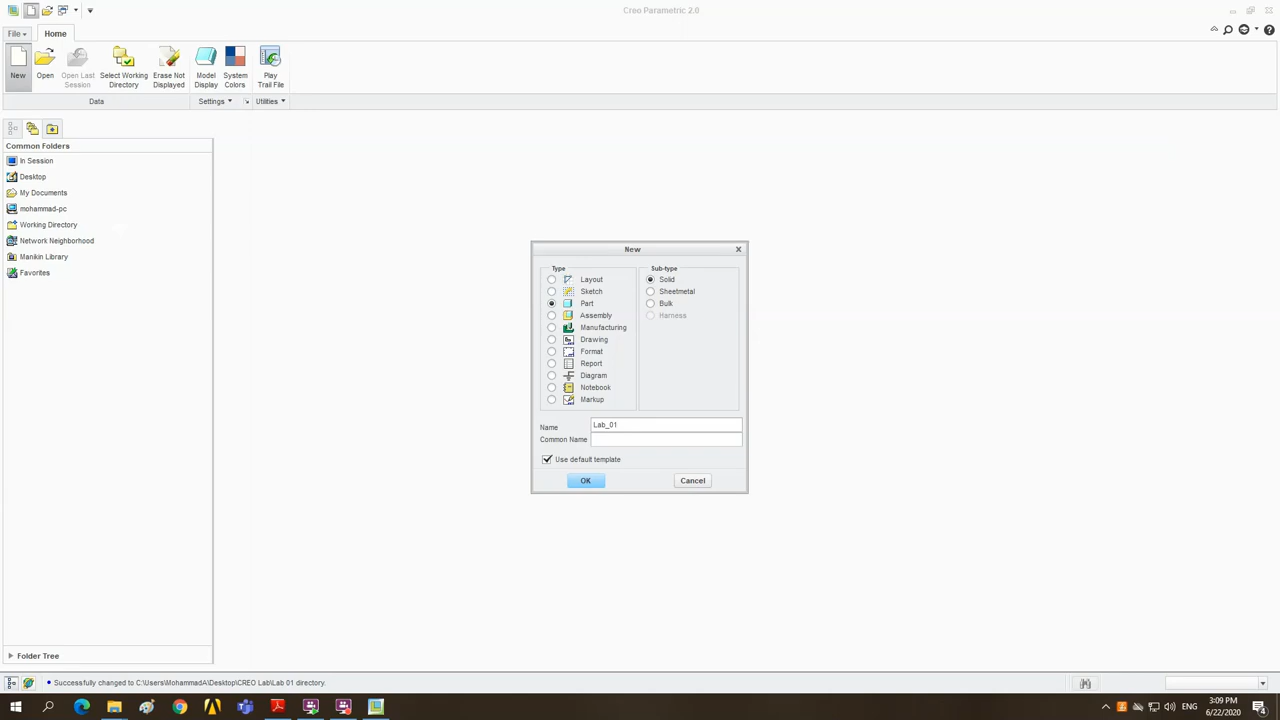 Creo Parametric 2.0
File
Home
New
Open
Open Last
Session
Select Working
Directory
Erase Not
Displayed
Model
Display
System
Colors
Play
Trail File
Data
Settings
Utilities
Common Folders
In Session
Desktop
My Documents
mohammad-pc
Working Directory
Network Neighborhood
Manikin Library
Favorites
New
Type
Layout
Sketch
Part
Assembly
Manufacturing
Drawing
Format
Report
Diagram
Notebook
Markup
Sub-type
Solid
Sheetmetal
Bulk
Harness
Name
Lab_01
Common Name
Use default template
OK
Cancel
Folder Tree
Successfully changed to C:\Users\MohammadA\Desktop\CREO Lab\Lab 01 directory.
ENG
3:09 PM
6/22/2020
4